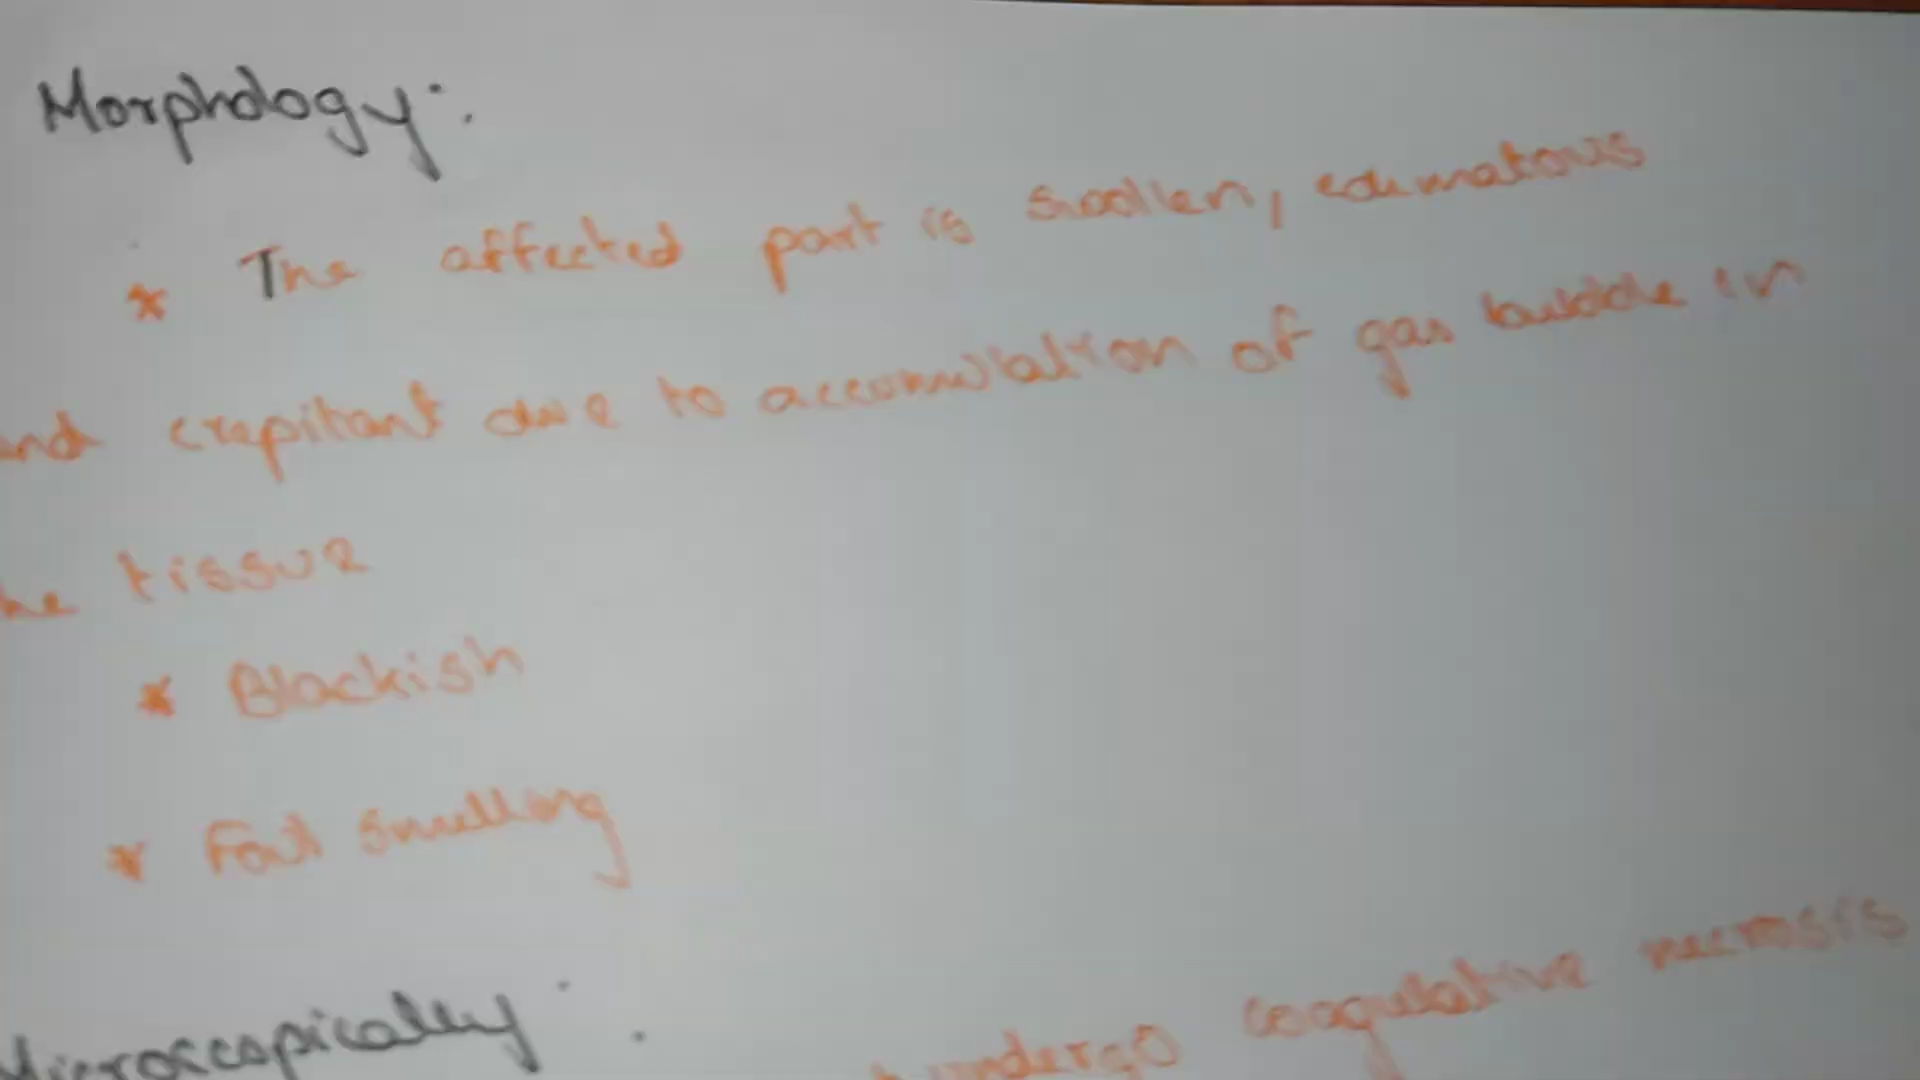 Morphology:
* The affected part is swollen, edematous
and crepitant due to accumulation of gas bubble in
he tissue
* Blackish
* Foul smelling
Microscopically:
undergo coagulative necrosis